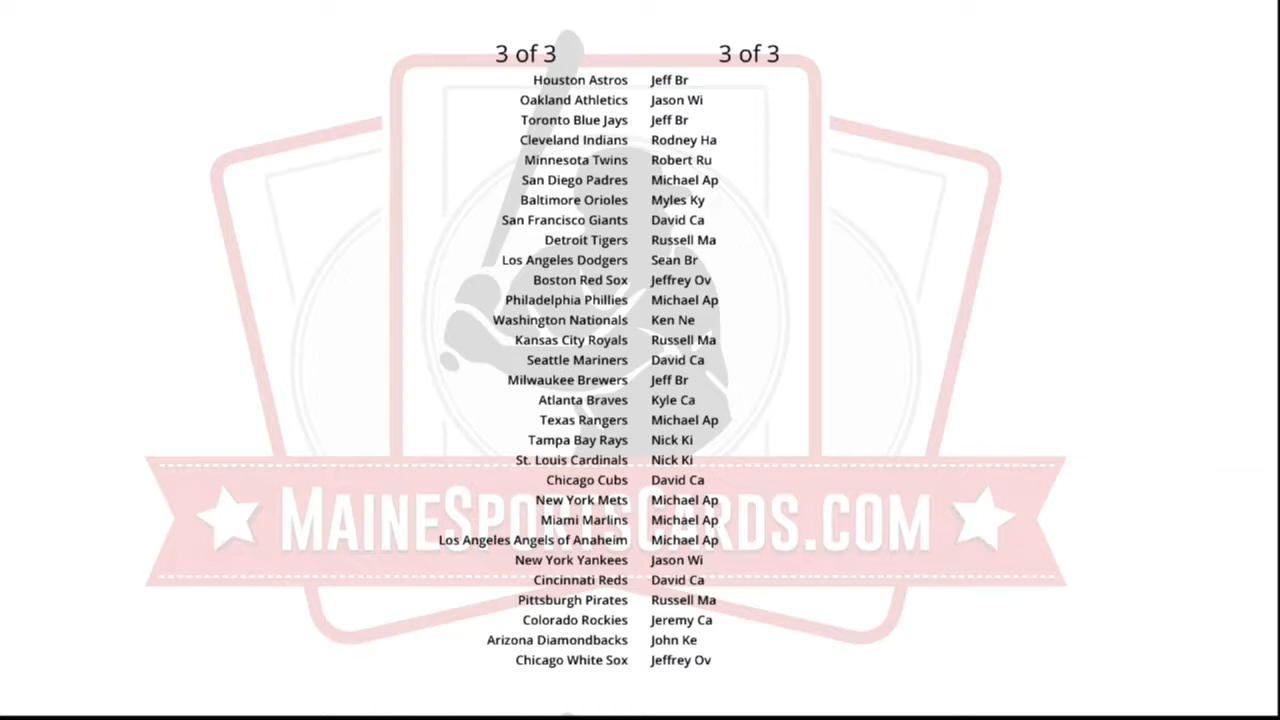 3 of 3 3 of 3
Houston Astros Jeff Br
Oakland Athletics Jason Wi
Toronto Blue Jays Jeff Br
Cleveland Indians Rodney Ha
Minnesota Twins Robert Ru
San Diego Padres Michael Ap
Baltimore Orioles Myles Ky
San Francisco Giants David Ca
Detroit Tigers Russell Ma
Los Angeles Dodgers Sean Br
Boston Red Sox Jeffrey Ov
Philadelphia Phillies Michael Ap
Washington Nationals Ken Ne
Kansas City Royals Russell Ma
Seattle Mariners David Ca
Milwaukee Brewers Jeff Br
Atlanta Braves Kyle Ca
Texas Rangers Michael Ap
Tampa Bay Rays Nick Ki
St. Louis Cardinals Nick Ki
Chicago Cubs David Ca
New York Mets Michael Ap
Miami Marlins Michael Ap
Los Angeles Angels of Anaheim Michael Ap
New York Yankees Jason Wi
Cincinnati Reds David Ca
Pittsburgh Pirates Russell Ma
Colorado Rockies Jeremy Ca
Arizona Diamondbacks John Ke
Chicago White Sox Jeffrey Ov
MAINESPORTSCARDS.COM